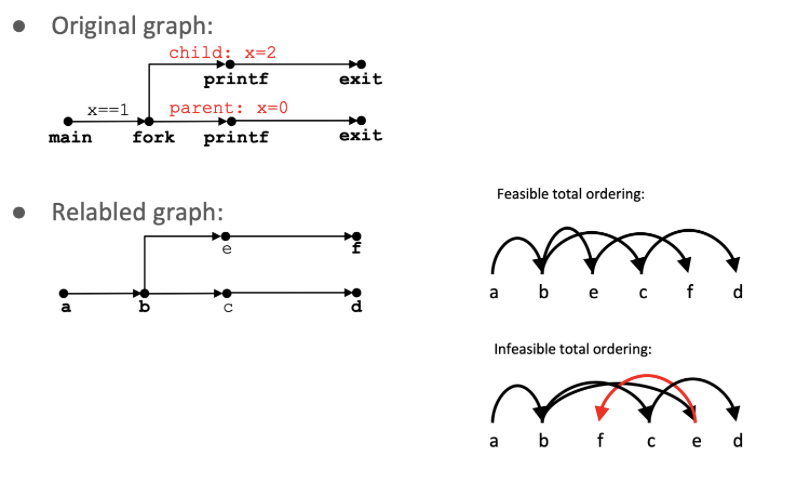 ● Original graph:
child: x=2
printf exit
x==1 parent: x=0
main fork printf exit
● Relabled graph:
e f
a b c d
Feasible total ordering:
a b e c f d
Infeasible total ordering:
a b f c e d